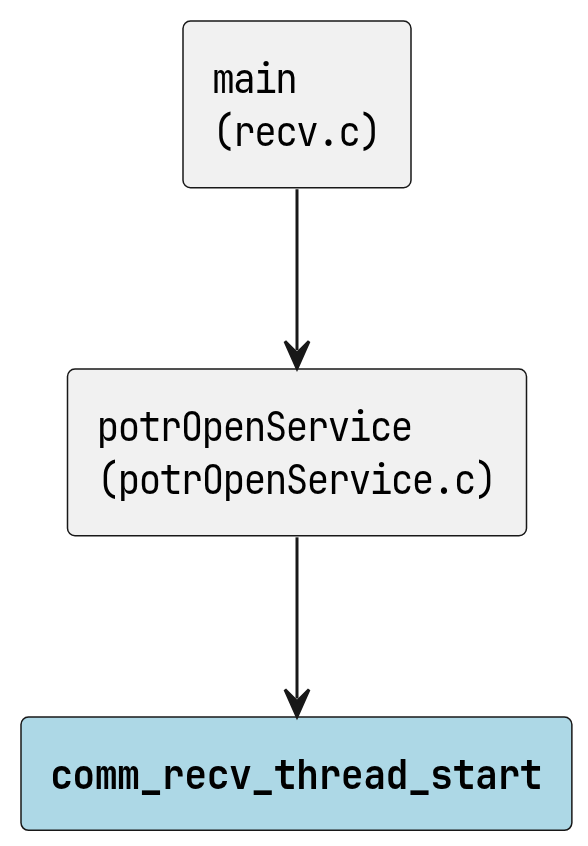 main
(recv.c)
potrOpenService
(potrOpenService.c)
comm_recv_thread_start